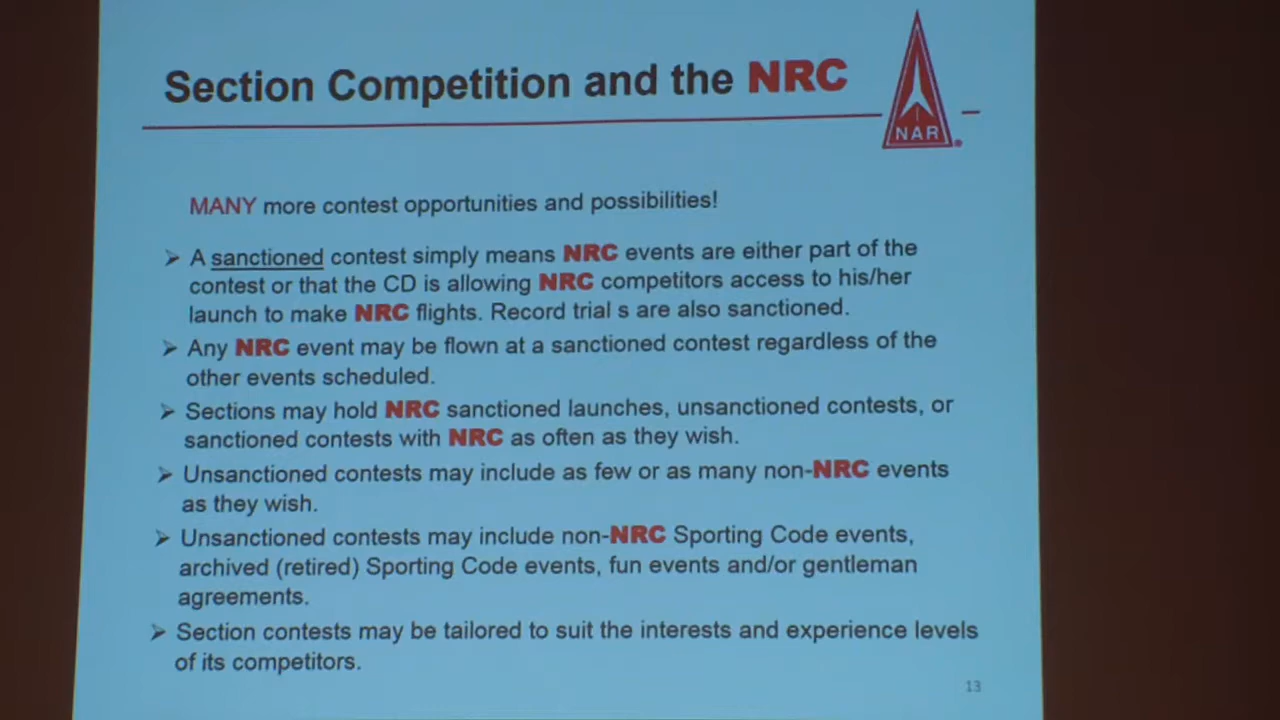 Section Competition and the NRC
NAR
MANY more contest opportunities and possibilities!
➢ A sanctioned contest simply means NRC events are either part of the
contest or that the CD is allowing NRC competitors access to his/her
launch to make NRC flights. Record trial s are also sanctioned.
➢ Any NRC event may be flown at a sanctioned contest regardless of the
other events scheduled.
➢ Sections may hold NRC sanctioned launches, unsanctioned contests, or
sanctioned contests with NRC as often as they wish.
➢ Unsanctioned contests may include as few or as many non-NRC events
as they wish.
➢ Unsanctioned contests may include non-NRC Sporting Code events,
archived (retired) Sporting Code events, fun events and/or gentleman
agreements.
➢ Section contests may be tailored to suit the interests and experience levels
of its competitors.
13